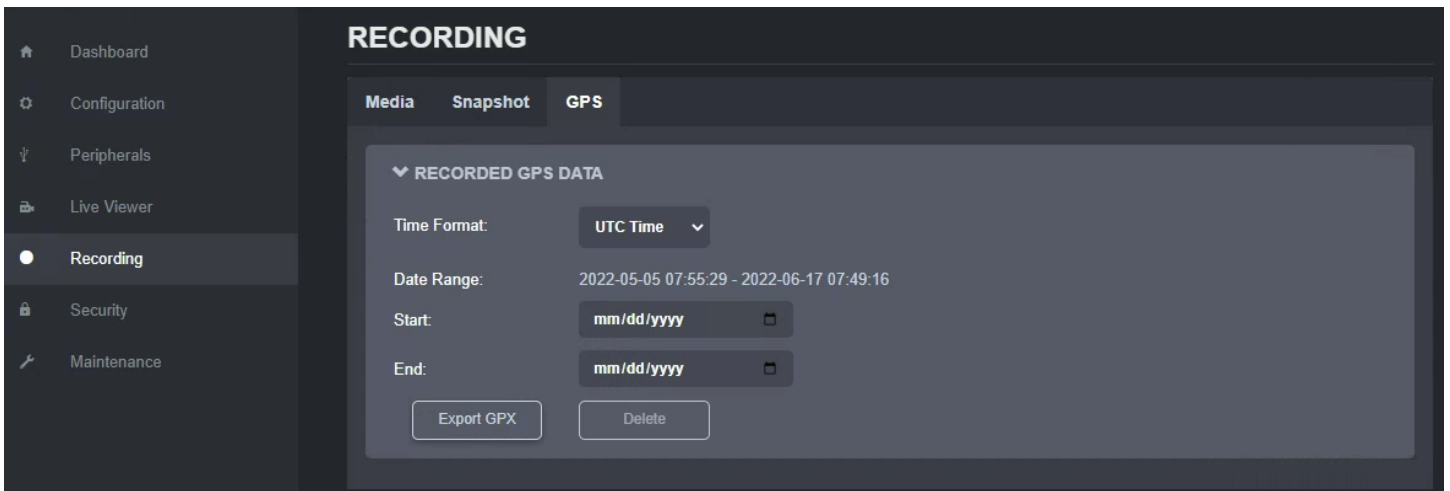 RECORDING
Dashboard
Configuration
Peripherals
Live Viewer
Recording
Security
Maintenance
Media Snapshot GPS
RECORDED GPS DATA
Time Format: UTC Time
Date Range: 2022-05-05 07:55:29 - 2022-06-17 07:49:16
Start: mm/dd/yyyy
End: mm/dd/yyyy
Export GPX Delete